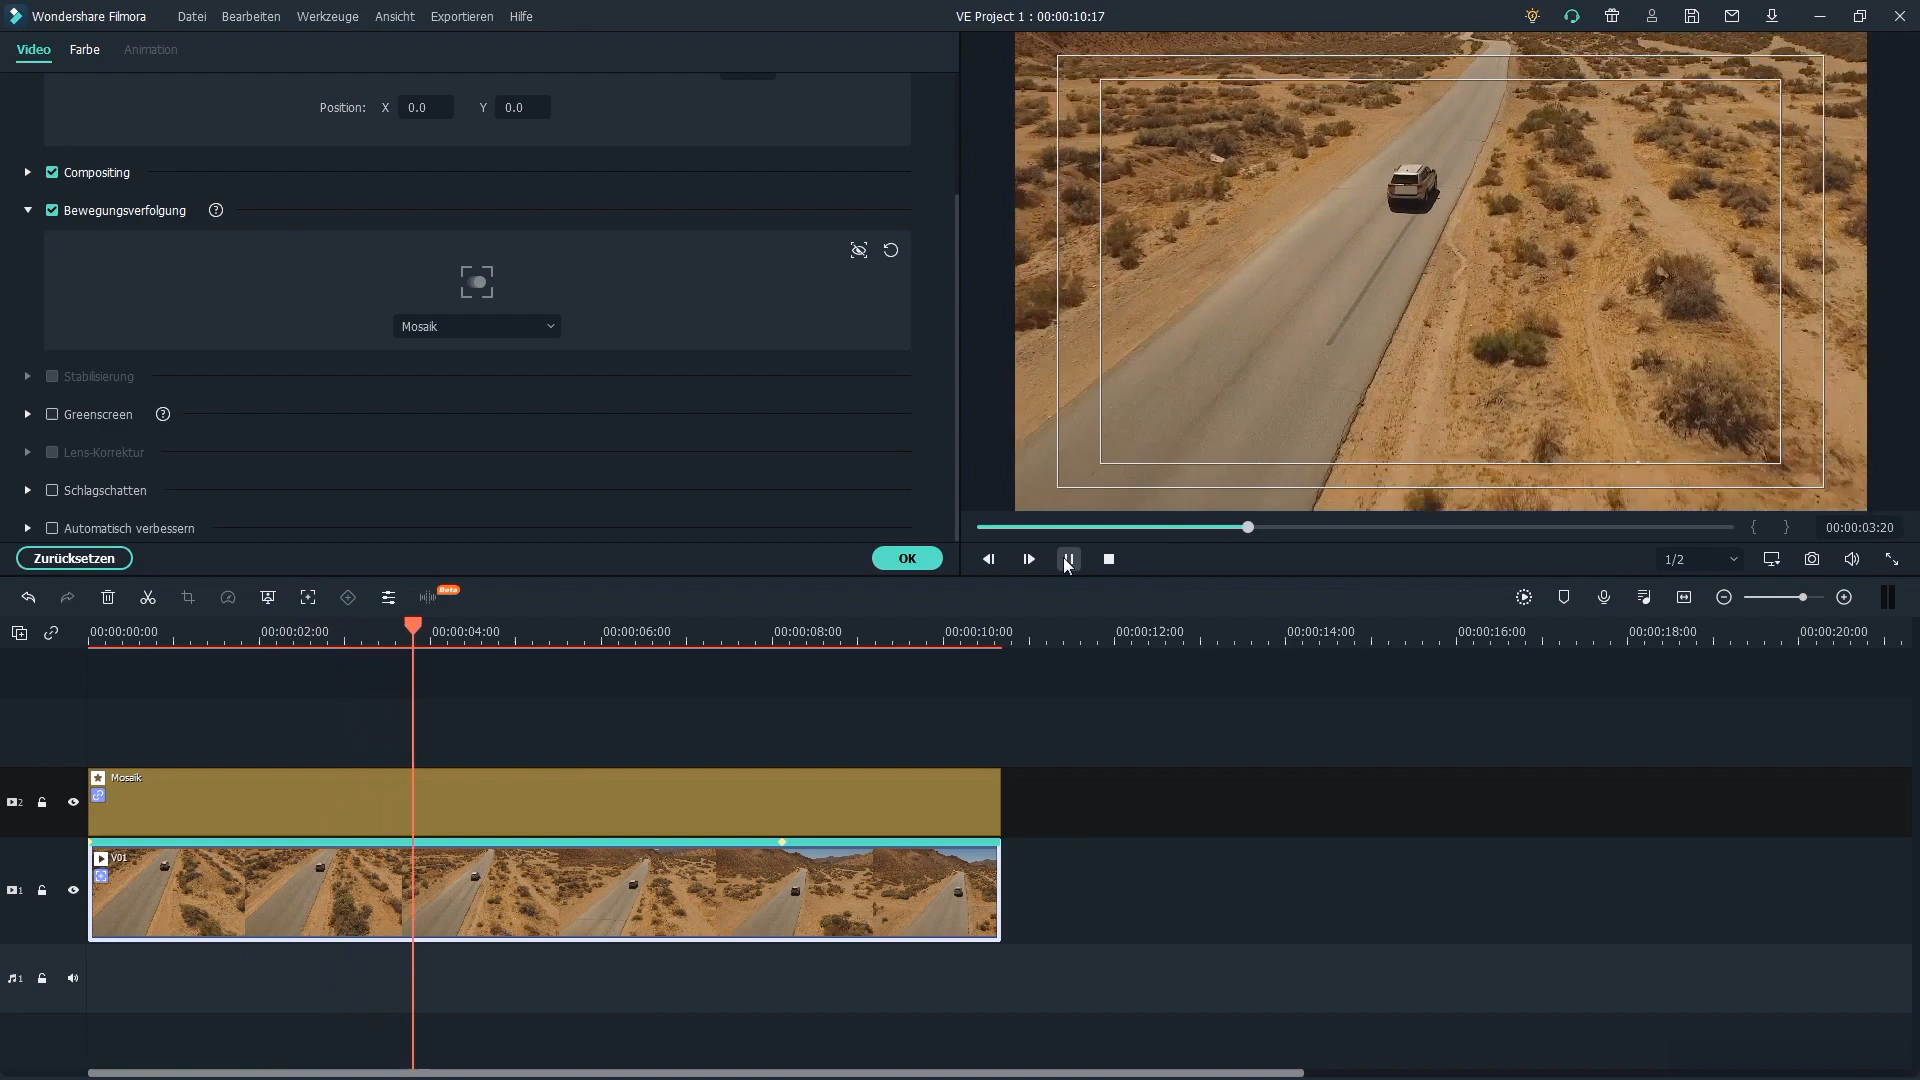 Wondershare Filmora Datei Bearbeiten Werkzeuge Ansicht Exportieren Hilfe VE Project 1 : 00:00:10:17
Video Farbe Animation
Position: X 0.0 Y 0.0
Compositing
Bewegungsverfolgung
Mosaik
Stabilisierung
Greenscreen
Lens-Korrektur
Schlagschatten
Automatisch verbessern
Zurücksetzen OK
{ } 00:00:03:20
1/2
Beta
00:00:00:00 00:00:02:00 00:00:04:00 00:00:06:00 00:00:08:00 00:00:10:00 00:00:12:00 00:00:14:00 00:00:16:00 00:00:18:00 00:00:20:00
Mosaik
2
V01
1
1